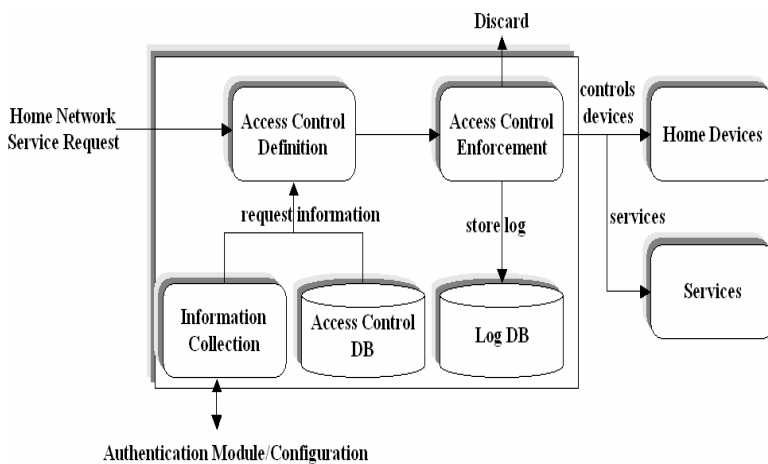 Discard
Home Network
Service Request
Access Control
Definition
Access Control
Enforcement
controls
devices
Home Devices
request information
store log
services
Information
Collection
Access Control
DB
Log DB
Services
Authentication Module/Configuration